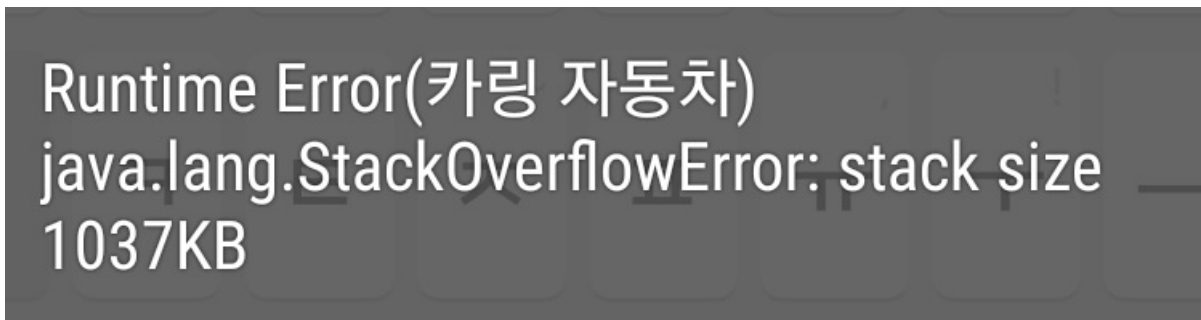 Runtime Error(카링 자동차)
java.lang.StackOverflowError: stack size
1037KB